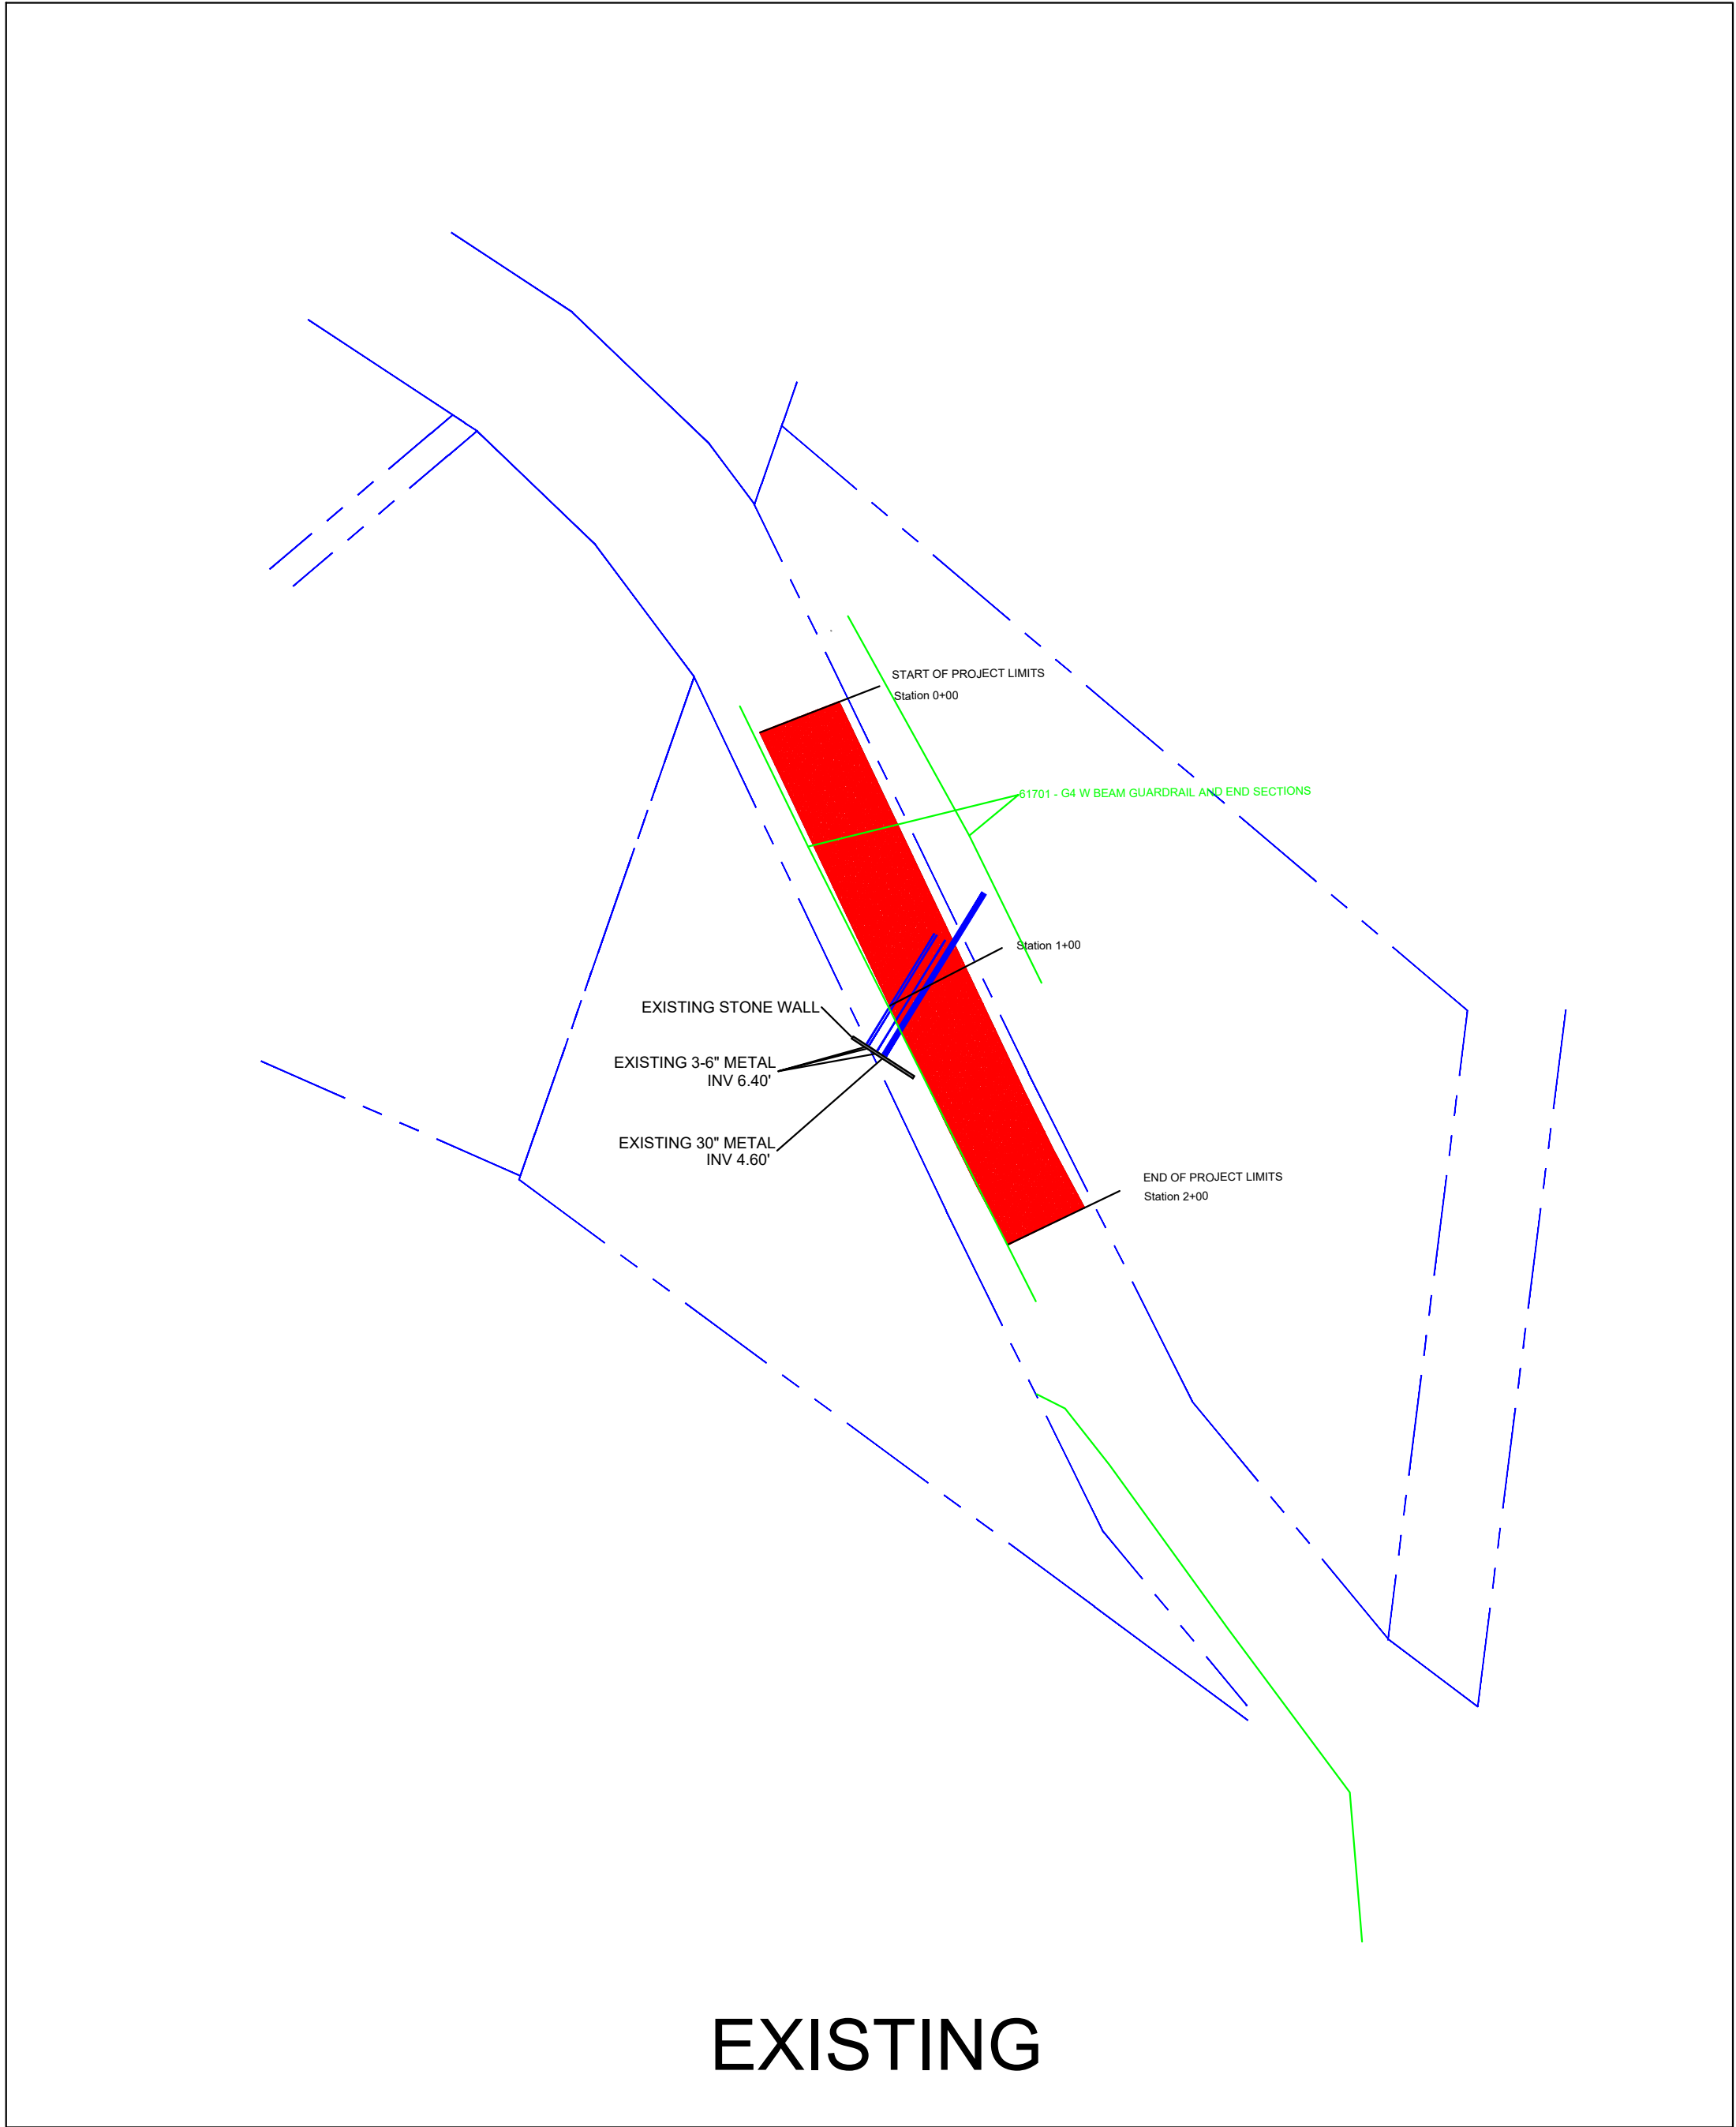 START OF PROJECT LIMITS
Station 0+00
61701 - G4 W BEAM GUARDRAIL AND END SECTIONS
Station 1+00
EXISTING STONE WALL
EXISTING 3-6" METAL
INV 6.40'
EXISTING 30" METAL
INV 4.60'
END OF PROJECT LIMITS
Station 2+00
EXISTING